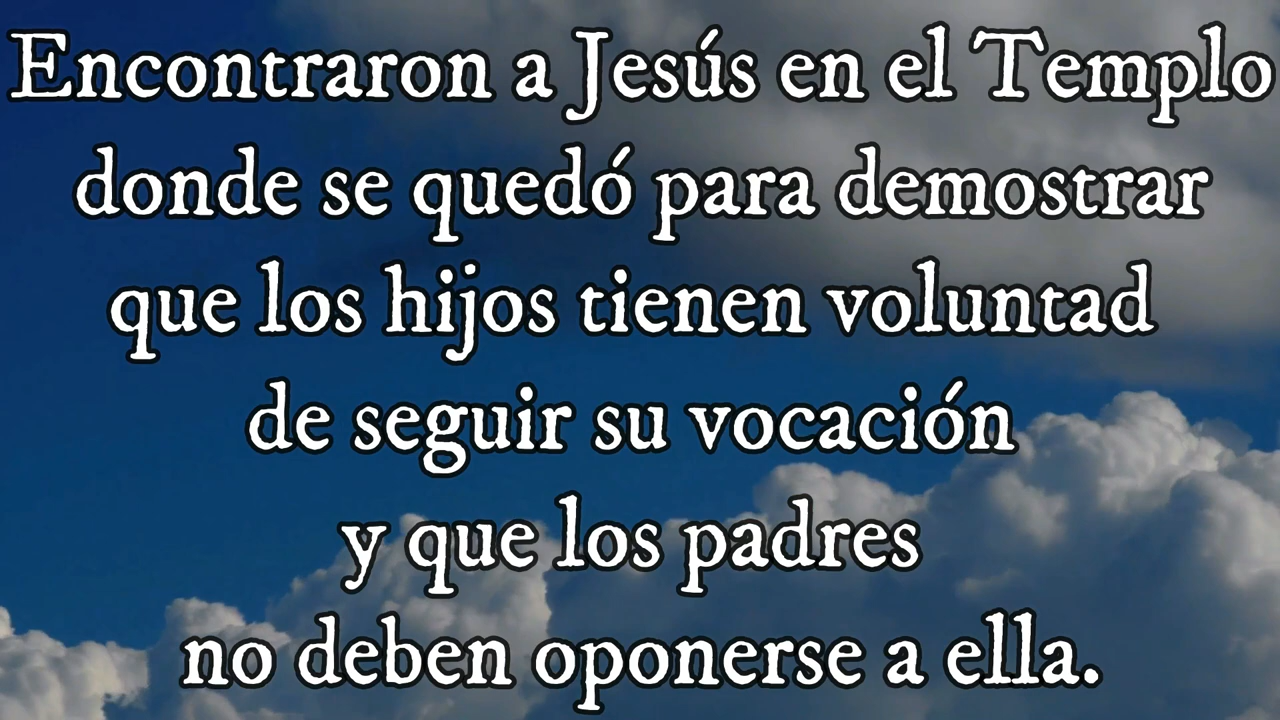 Encontraron a Jesús en el Templo
donde se quedó para demostrar
que los hijos tienen voluntad
de seguir su vocación
y que los padres
no deben oponerse a ella.